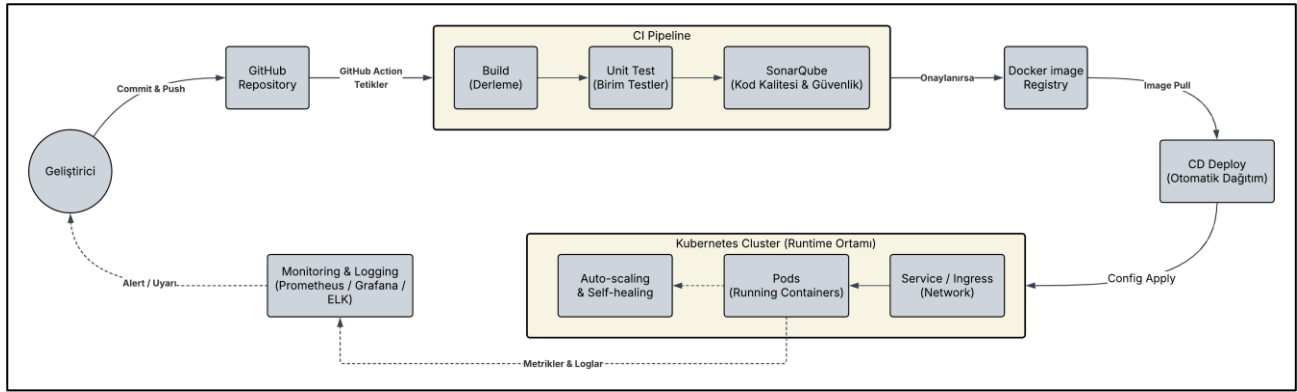 Geliştirici
Commit & Push
GitHub
Repository
GitHub Action
Tetikler
CI Pipeline
Build
(Derleme)
Unit Test
(Birim Testler)
SonarQube
(Kod Kalitesi & Güvenlik)
Onaylanırsa
Docker image
Registry
Image Pull
CD Deploy
(Otomatik Dağıtım)
Config Apply
Kubernetes Cluster (Runtime Ortamı)
Service / Ingress
(Network)
Pods
(Running Containers)
Auto-scaling
& Self-healing
Metrikler & Loglar
Monitoring & Logging
(Prometheus / Grafana /
ELK)
Alert / Uyarı